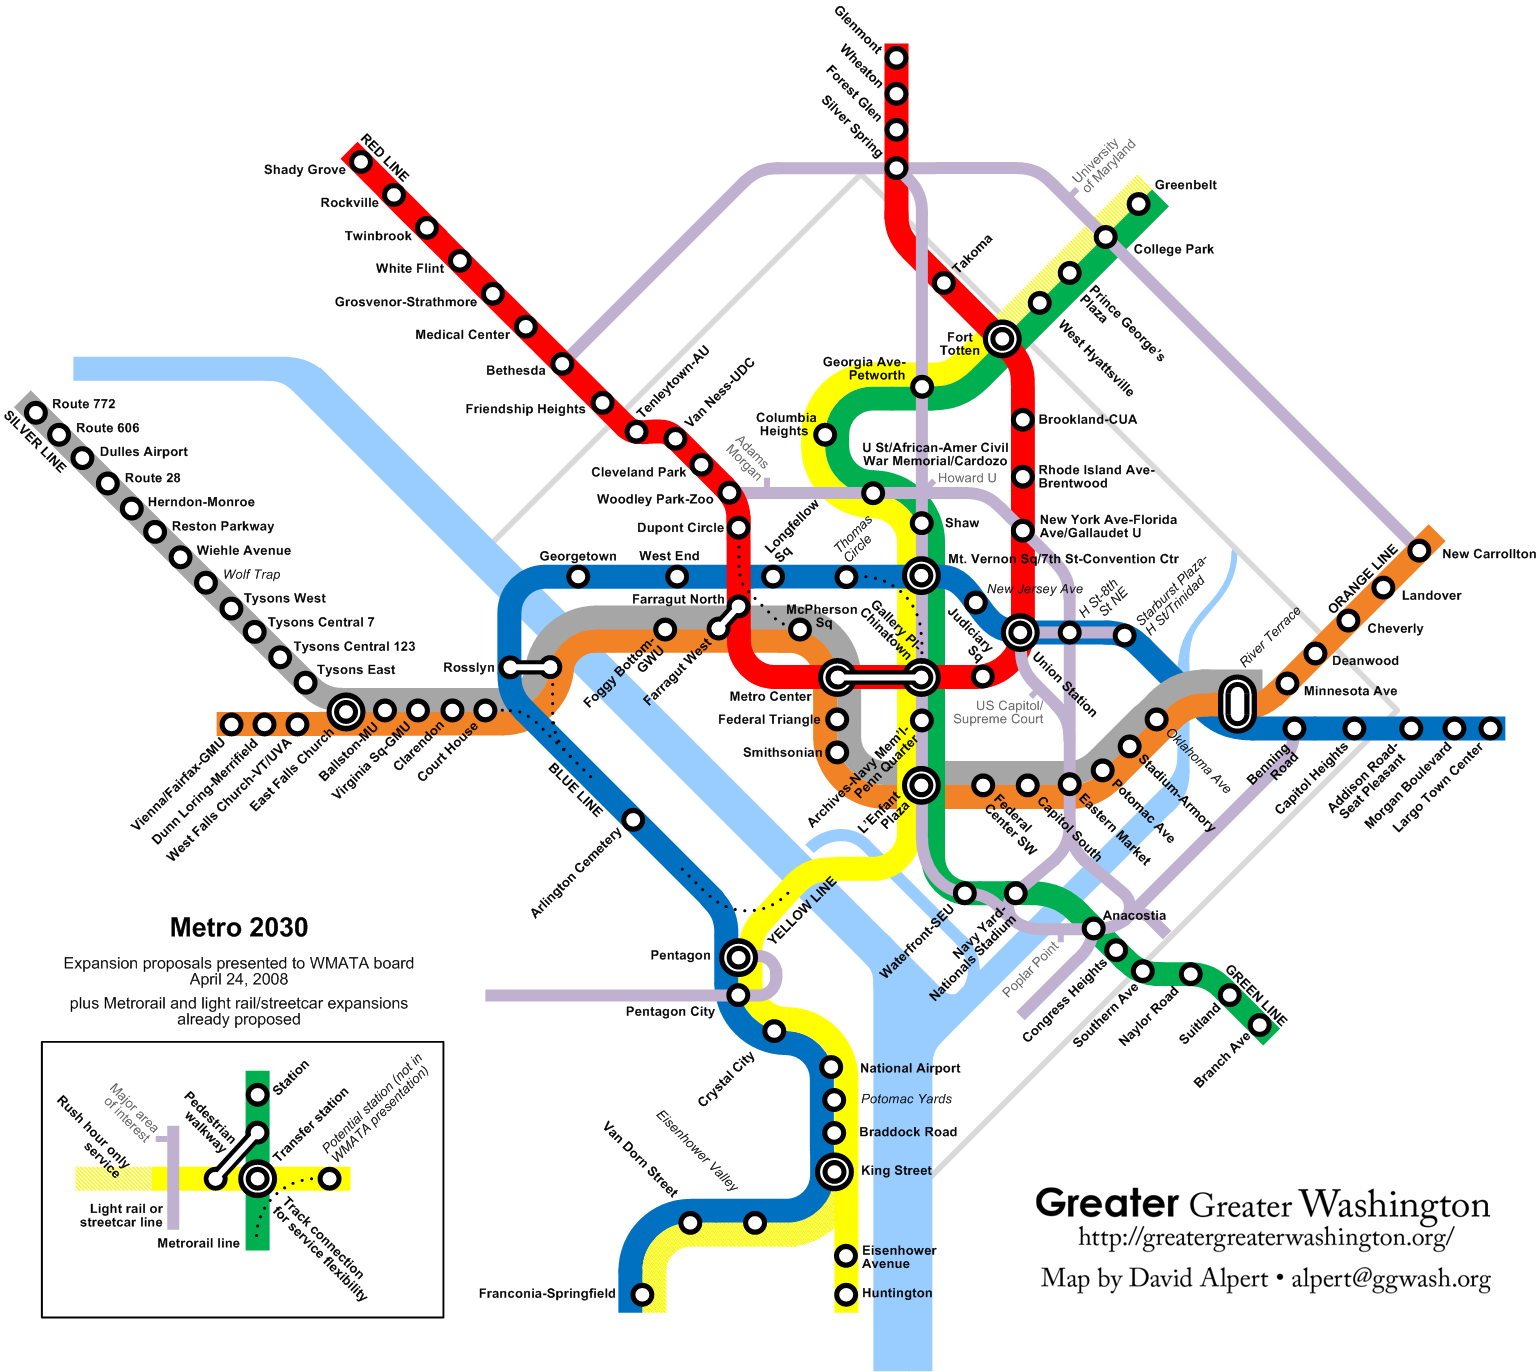 Glenmont
Wheaton
Forest Glen
Silver Spring
RED LINE
Shady Grove
Rockville
Twinbrook
White Flint
Grosvenor-Strathmore
Medical Center
Bethesda
Friendship Heights
Tenleytown-AU
Van Ness-UDC
Cleveland Park
Woodley Park-Zoo
Dupont Circle
Adams
Morgan
Takoma
Fort
Totten
University
of Maryland
Greenbelt
College Park
Prince George's
Plaza
West Hyattsville
Georgia Ave-
Petworth
Columbia
Heights
U St/African-Amer Civil
War Memorial/Cardozo
Howard U
Brookland-CUA
Rhode Island Ave-
Brentwood
New York Ave-Florida
Ave/Gallaudet U
Shaw
Mt. Vernon Sq/7th St-Convention Ctr
New Jersey Ave
Longfellow
Sq
Thomas
Circle
Georgetown
West End
Farragut North
McPherson
Sq
Gallery Pl-
Chinatown
Judiciary
Sq
H St-8th
St NE
Starburst Plaza-
H St/Trinidad
Union Station
US Capitol/
Supreme Court
River Terrace
ORANGE LINE
New Carrollton
Landover
Cheverly
Deanwood
Minnesota Ave
Route 772
Route 606
Dulles Airport
Route 28
Herndon-Monroe
Reston Parkway
Wiehle Avenue
Wolf Trap
Tysons West
Tysons Central 7
Tysons Central 123
Tysons East
SILVER LINE
Rosslyn
Foggy Bottom-
GWU
Farragut West
Metro Center
Federal Triangle
Smithsonian
Archives-Navy Mem'l-
Penn Quarter
L'Enfant
Plaza
Vienna/Fairfax-GMU
Dunn Loring-Merrifield
West Falls Church-VT/UVA
East Falls Church
Ballston-MU
Virginia Sq-GMU
Clarendon
Court House
BLUE LINE
Arlington Cemetery
Federal
Center SW
Capitol South
Eastern Market
Potomac Ave
Stadium-Armory
Oklahoma Ave
Benning
Road
Capitol Heights
Addison Road-
Seat Pleasant
Morgan Boulevard
Largo Town Center
YELLOW LINE
Waterfront-SEU
Navy Yard-
Nationals Stadium
Anacostia
Poplar Point
Congress Heights
Southern Ave
Naylor Road
Suitland
Branch Ave
GREEN LINE
Pentagon
Pentagon City
Crystal City
National Airport
Potomac Yards
Braddock Road
King Street
Eisenhower Valley
Van Dorn Street
Franconia-Springfield
Eisenhower
Avenue
Huntington
Metro 2030
Expansion proposals presented to WMATA board
April 24, 2008
plus Metrorail and light rail/streetcar expansions
already proposed
Major area
of interest
Rush hour only
service
Pedestrian
walkway
Station
Transfer station
Potential station (not in
WMATA presentation)
Light rail or
streetcar line
Metrorail line
Track connection
for service flexibility
Greater Greater Washington
http://greatergreaterwashington.org/
Map by David Alpert • alpert@ggwash.org